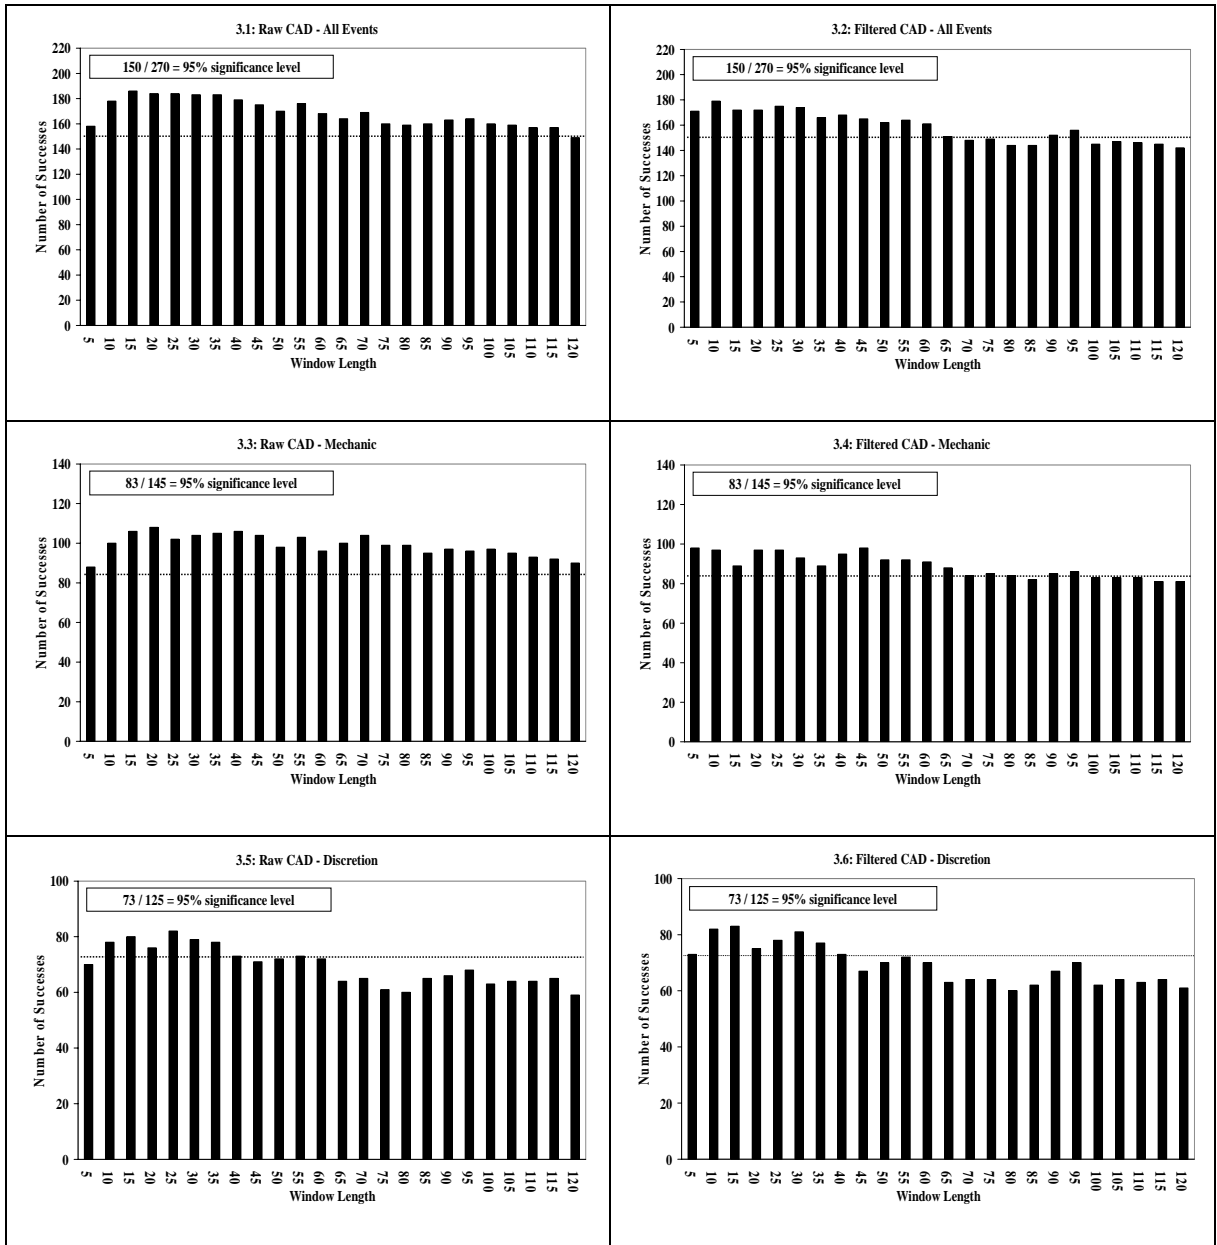 3.1: Raw CAD - All Events
150 / 270 = 95% significance level
220
200
180
160
140
120
100
80
60
40
20
0
Number of Successes
5 10 15 20 25 30 35 40 45 50 55 60 65 70 75 80 85 90 95 100 105 110 115 120
Window Length
3.2: Filtered CAD - All Events
150 / 270 = 95% significance level
220
200
180
160
140
120
100
80
60
40
20
0
Number of Successes
5 10 15 20 25 30 35 40 45 50 55 60 65 70 75 80 85 90 95 100 105 110 115 120
Window Length
3.3: Raw CAD - Mechanic
83 / 145 = 95% significance level
140
120
100
80
60
40
20
0
Number of Successes
5 10 15 20 25 30 35 40 45 50 55 60 65 70 75 80 85 90 95 100 105 110 115 120
Window Length
3.4: Filtered CAD - Mechanic
83 / 145 = 95% significance level
140
120
100
80
60
40
20
0
Number of Successes
5 10 15 20 25 30 35 40 45 50 55 60 65 70 75 80 85 90 95 100 105 110 115 120
Window Length
3.5: Raw CAD - Discretion
73 / 125 = 95% significance level
100
80
60
40
20
0
Number of Successes
5 10 15 20 25 30 35 40 45 50 55 60 65 70 75 80 85 90 95 100 105 110 115 120
Window Length
3.6: Filtered CAD - Discretion
73 / 125 = 95% significance level
100
80
60
40
20
0
Number of Successes
5 10 15 20 25 30 35 40 45 50 55 60 65 70 75 80 85 90 95 100 105 110 115 120
Window Length